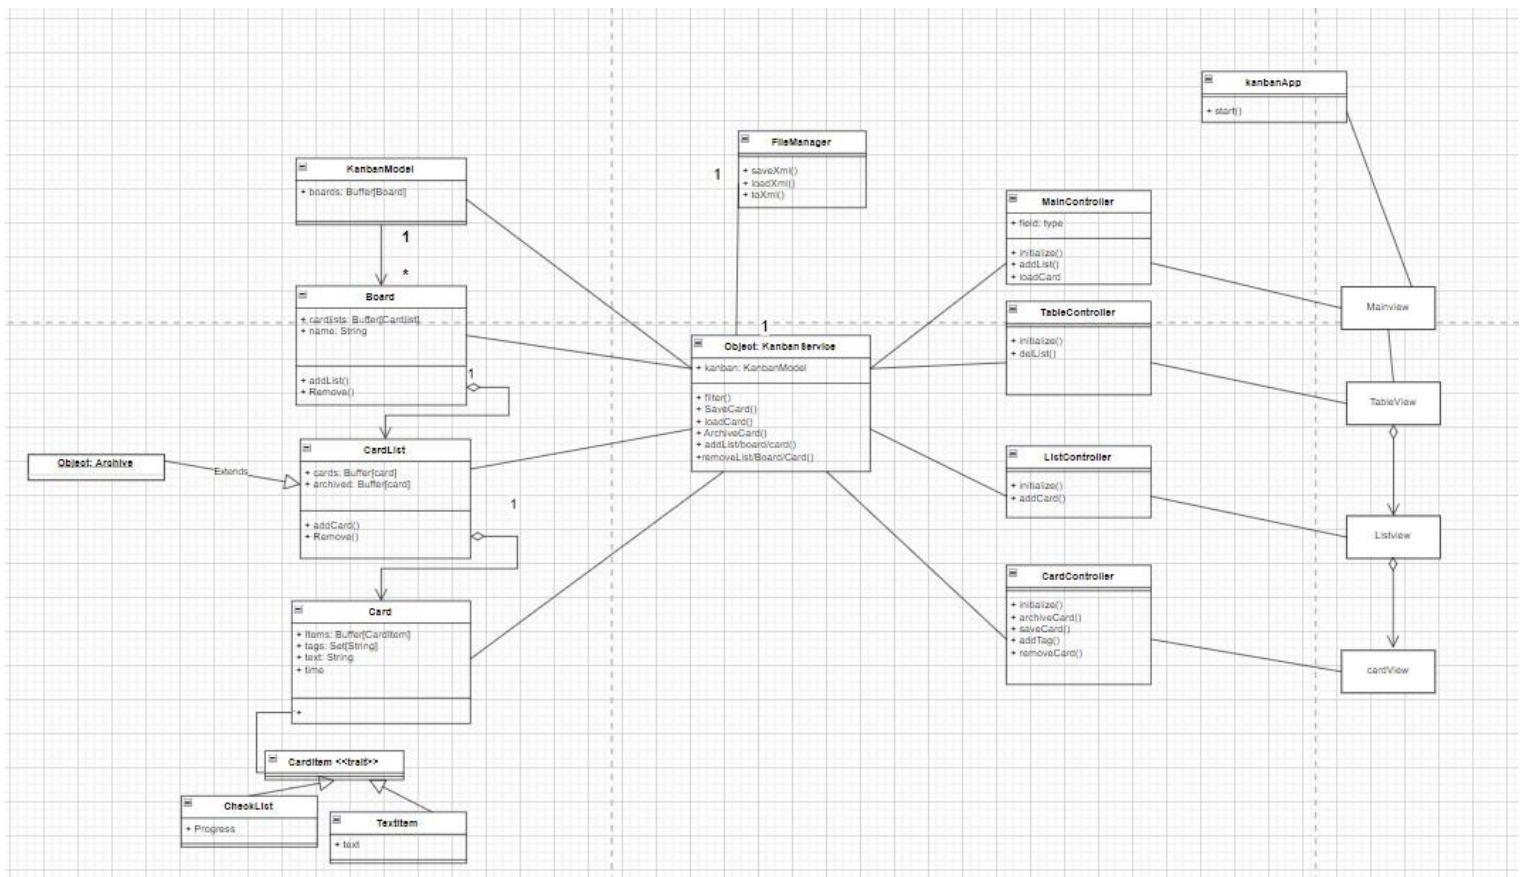 kanbanApp
+ start()
FileManager
+ saveXml()
+ loadXml()
+ toXml()
1
KanbanModel
+ boards: Buffer[Board]
1
*
MainController
+ field: type
+ initialize()
+ addList()
+ loadCard
Mainview
Board
+ cardlists: Buffer[Cardlist]
+ name: String
+ addList()
+ Remove()
1
TableController
+ initialize()
+ delList()
TableView
1
Object: KanbanService
+ kanban: KanbanModel
+ filter()
+ SaveCard()
+ loadCard()
+ ArchiveCard()
+ addList/board/card()
+removeList/Board/Card()
Object: Archive
Extends
CardList
+ cards: Buffer[card]
+ archived: Buffer[card]
+ addCard()
+ Remove()
1
ListController
+ initialize()
+ addCard()
Listview
Card
+ Items: Buffer[CardItem]
+ tags: Set[String]
+ text: String
+ time
+
CardController
+ initialize()
+ archiveCard()
+ saveCard()
+ addTag()
+ removeCard()
cardView
CardItem <<trait>>
CheckList
+ Progress
TextItem
+ text